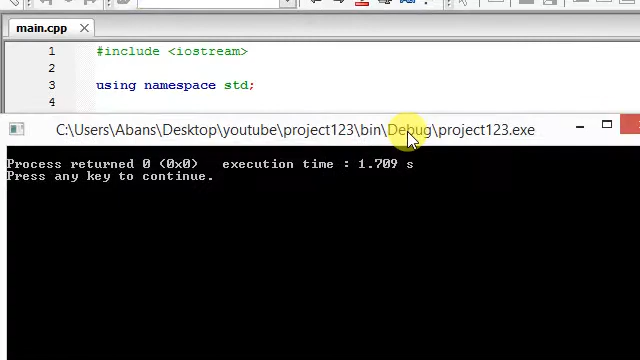 main.cpp
1 #include <iostream>
2
3 using namespace std;
4
C:\Users\Abans\Desktop\youtube\project123\bin\Debug\project123.exe
Process returned 0 (0x0)   execution time : 1.709 s
Press any key to continue.